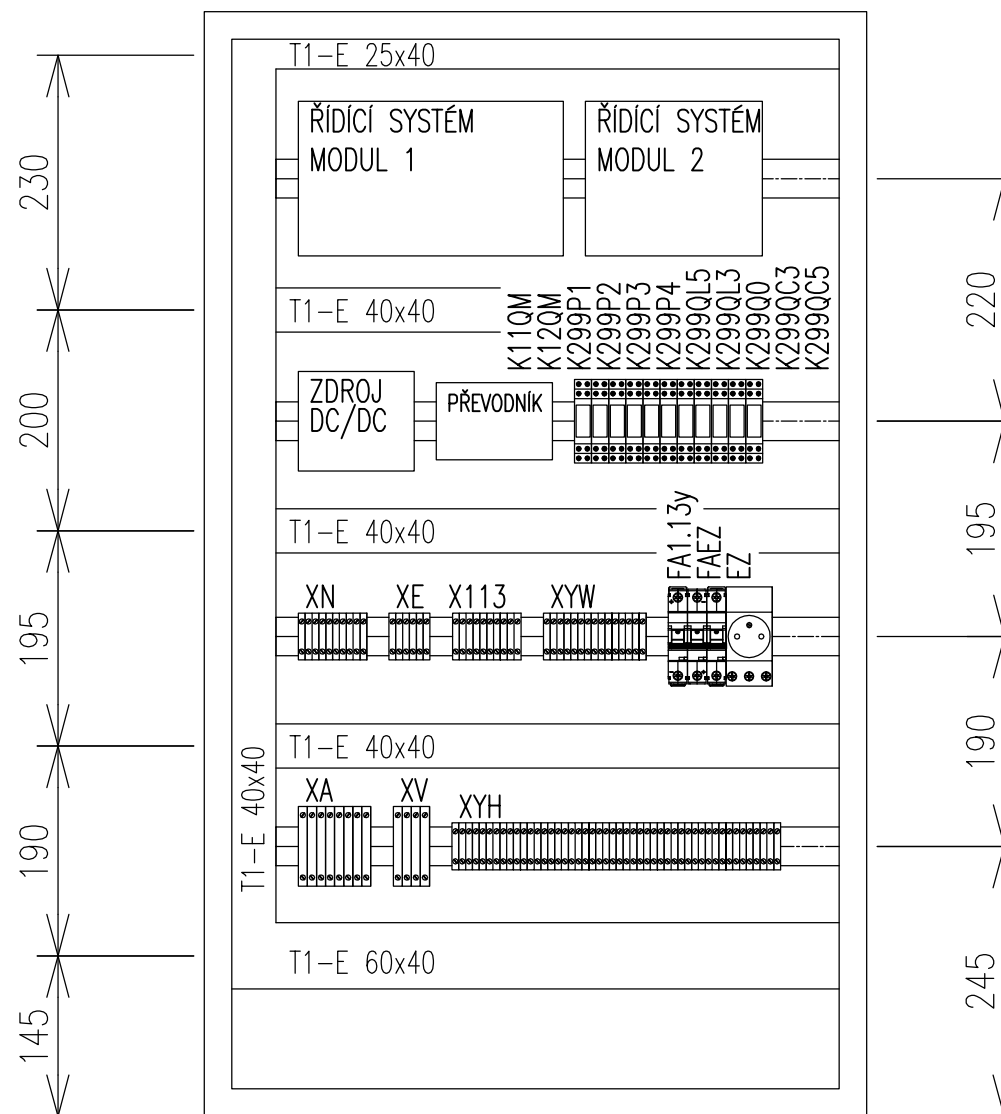 T1-E 25x40
ŘÍDÍCÍ SYSTÉM
MODUL 1
ŘÍDÍCÍ SYSTÉM
MODUL 2
T1-E 40x40
K11QM
K12QM
K299P1
K299P2
K299P3
K299P4
K299QL5
K299QL3
K299Q0
K299QC3
K299QC5
ZDROJ
DC/DC
PŘEVODNÍK
T1-E 40x40
FA1.13y
FAEZ
EZ
XN
XE
X113
XYW
T1-E 40x40
T1-E 40x40
XA
XV
XYH
T1-E 60x40
230
200
195
190
145
220
195
190
245